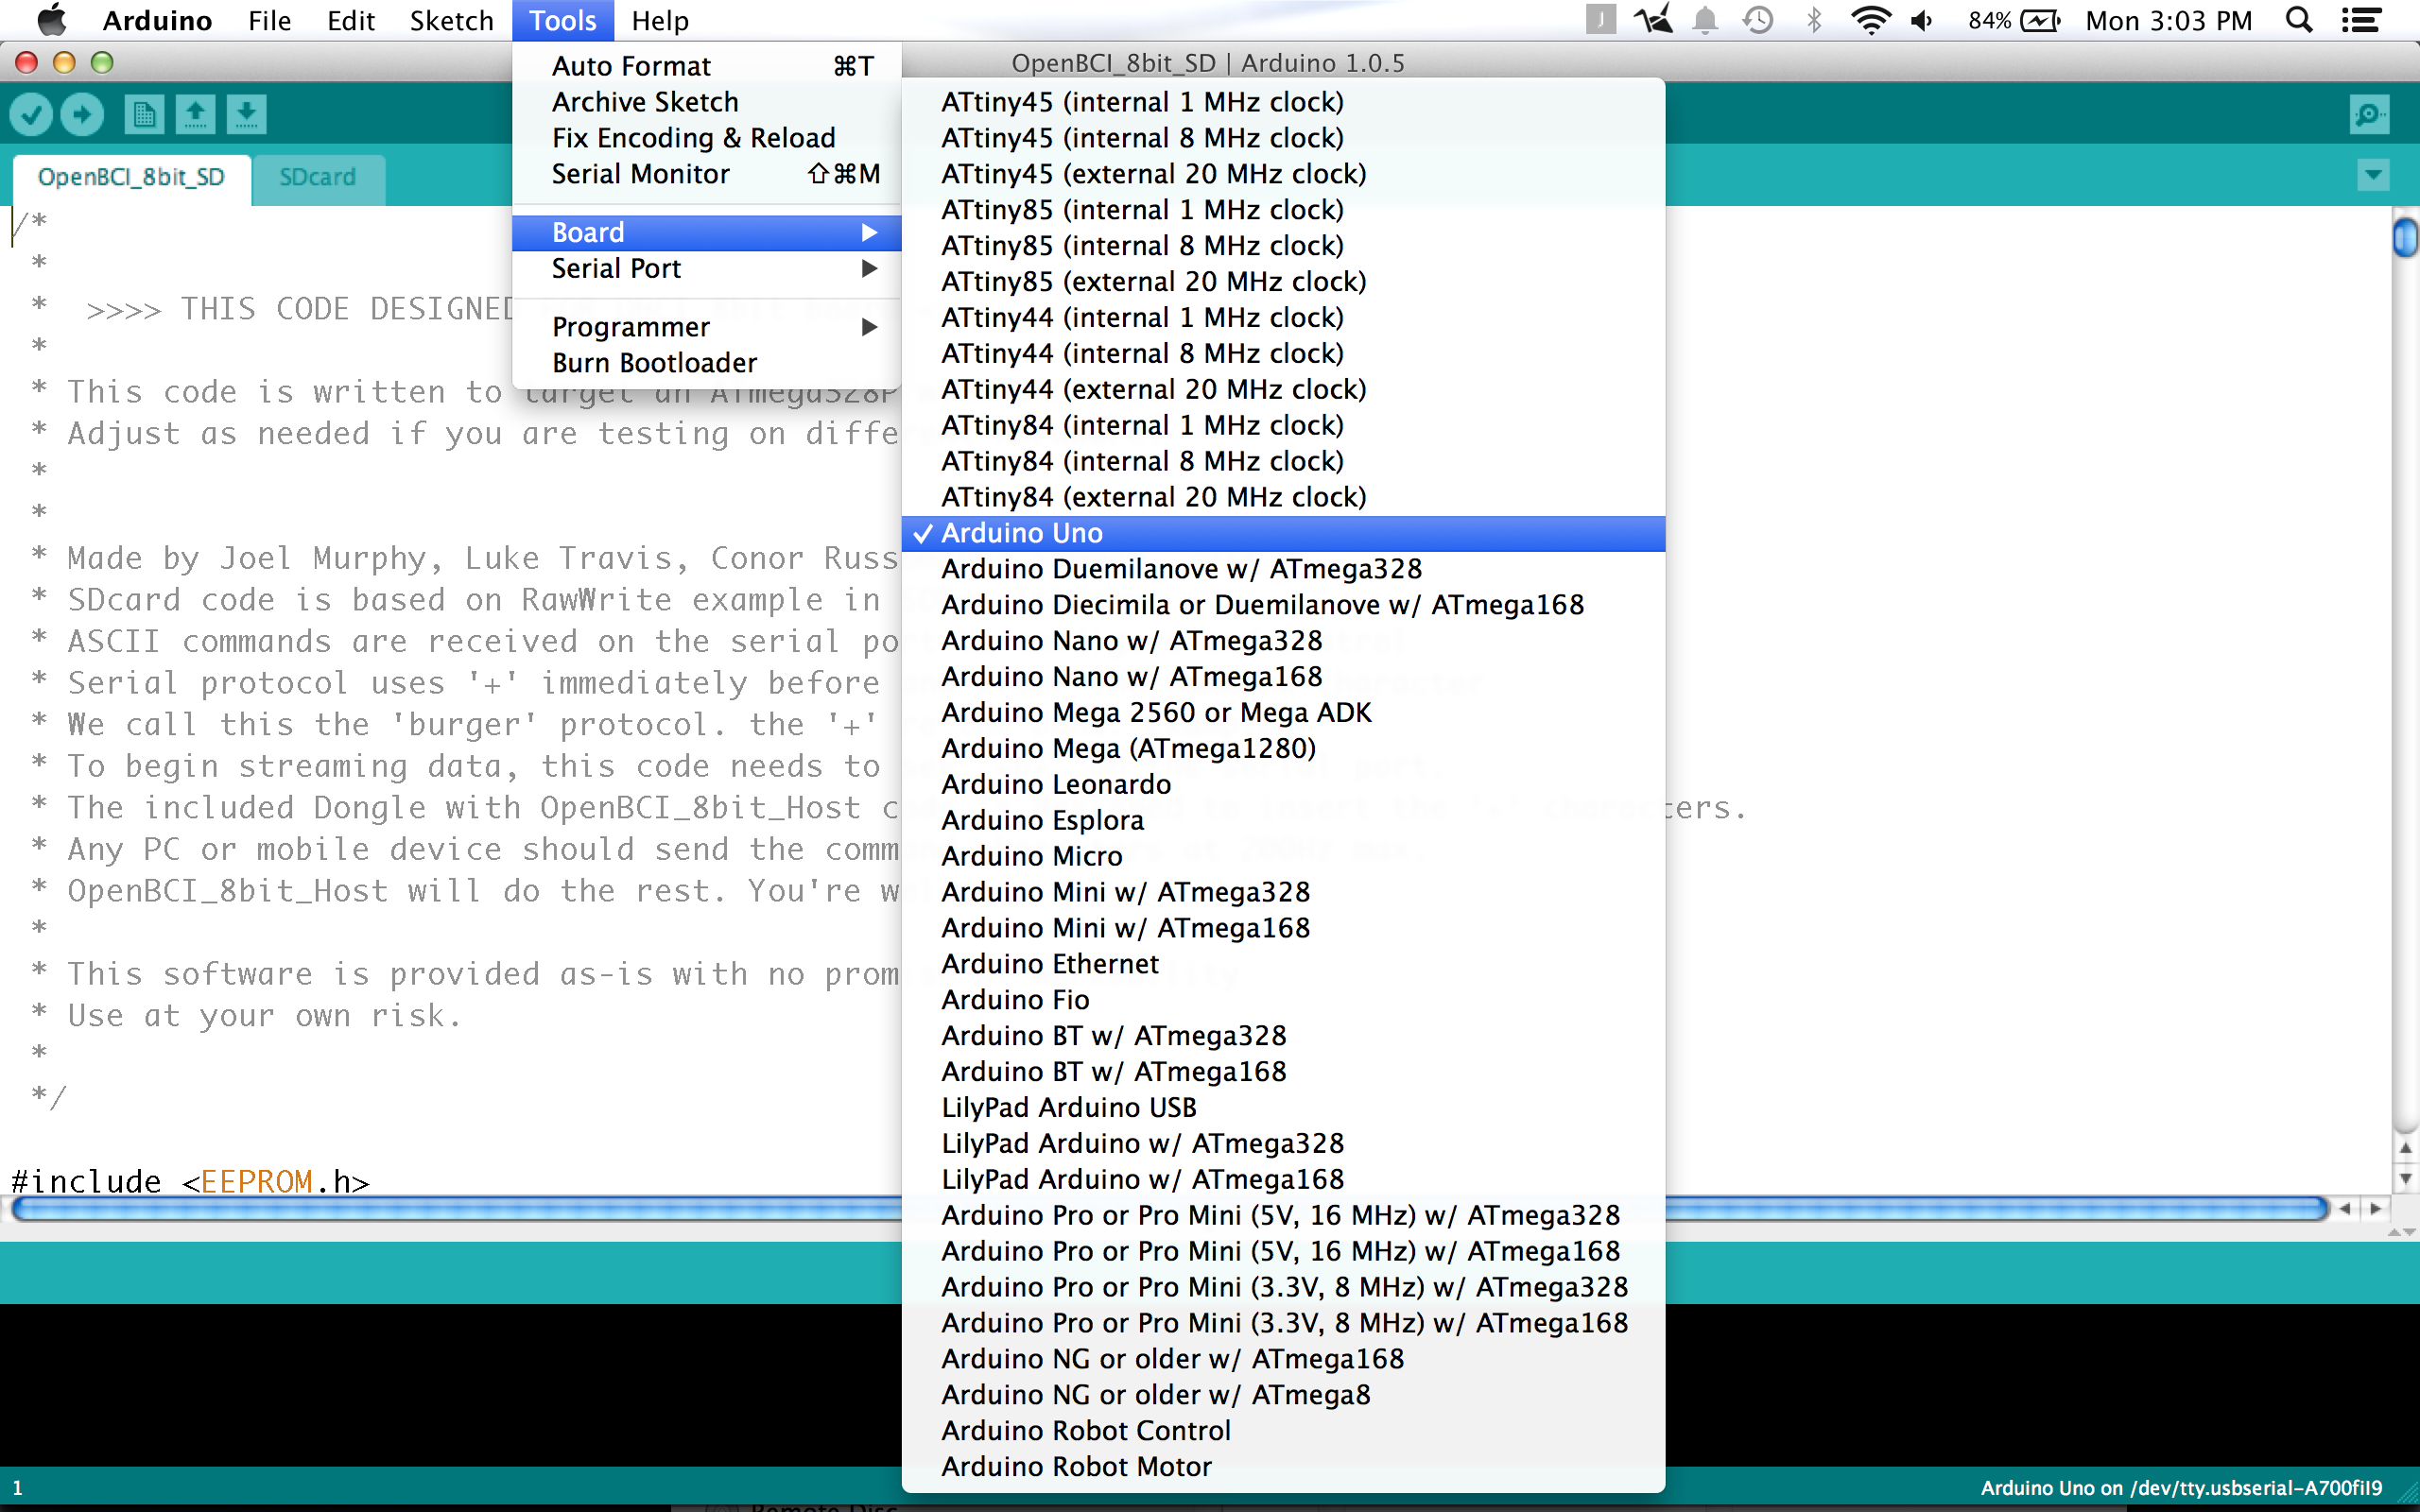 Arduino File Edit Sketch Tools Help
J 84% Mon 3:03 PM
OpenBCI_8bit_SD | Arduino 1.0.5
OpenBCI_8bit_SD SDcard
Auto Format ⌘T
Archive Sketch
Fix Encoding & Reload
Serial Monitor ⇧⌘M
Board
Serial Port
Programmer
Burn Bootloader
ATtiny45 (internal 1 MHz clock)
ATtiny45 (internal 8 MHz clock)
ATtiny45 (external 20 MHz clock)
ATtiny85 (internal 1 MHz clock)
ATtiny85 (internal 8 MHz clock)
ATtiny85 (external 20 MHz clock)
ATtiny44 (internal 1 MHz clock)
ATtiny44 (internal 8 MHz clock)
ATtiny44 (external 20 MHz clock)
ATtiny84 (internal 1 MHz clock)
ATtiny84 (internal 8 MHz clock)
ATtiny84 (external 20 MHz clock)
✓ Arduino Uno
Arduino Duemilanove w/ ATmega328
Arduino Diecimila or Duemilanove w/ ATmega168
Arduino Nano w/ ATmega328
Arduino Nano w/ ATmega168
Arduino Mega 2560 or Mega ADK
Arduino Mega (ATmega1280)
Arduino Leonardo
Arduino Esplora
Arduino Micro
Arduino Mini w/ ATmega328
Arduino Mini w/ ATmega168
Arduino Ethernet
Arduino Fio
Arduino BT w/ ATmega328
Arduino BT w/ ATmega168
LilyPad Arduino USB
LilyPad Arduino w/ ATmega328
LilyPad Arduino w/ ATmega168
Arduino Pro or Pro Mini (5V, 16 MHz) w/ ATmega328
Arduino Pro or Pro Mini (5V, 16 MHz) w/ ATmega168
Arduino Pro or Pro Mini (3.3V, 8 MHz) w/ ATmega328
Arduino Pro or Pro Mini (3.3V, 8 MHz) w/ ATmega168
Arduino NG or older w/ ATmega168
Arduino NG or older w/ ATmega8
Arduino Robot Control
Arduino Robot Motor
/*
*
* >>>> THIS CODE DESIGNED
*
* This code is written to target an ATmega328P
* Adjust as needed if you are testing on diffe
*
*
* Made by Joel Murphy, Luke Travis, Conor Russ
* SDcard code is based on RawWrite example in
* ASCII commands are received on the serial po
* Serial protocol uses '+' immediately before
* We call this the 'burger' protocol. the '+'
* To begin streaming data, this code needs to
* The included Dongle with OpenBCI_8bit_Host c to insert the '+' characters.
* Any PC or mobile device should send the comm
* OpenBCI_8bit_Host will do the rest. You're w
*
* This software is provided as-is with no prom
* Use at your own risk.
*
*/
#include <EEPROM.h>
1 Arduino Uno on /dev/tty.usbserial-A700fiI9